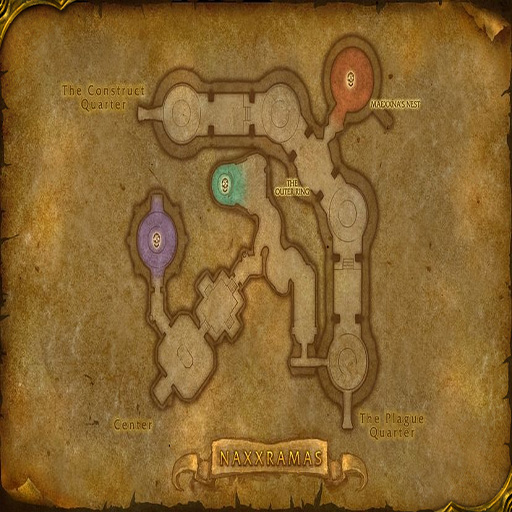 The Construct
Quarter
MAEXXNA'S NEST
THE
OUTER RING
Center
The Plague
Quarter
NAXXRAMAS